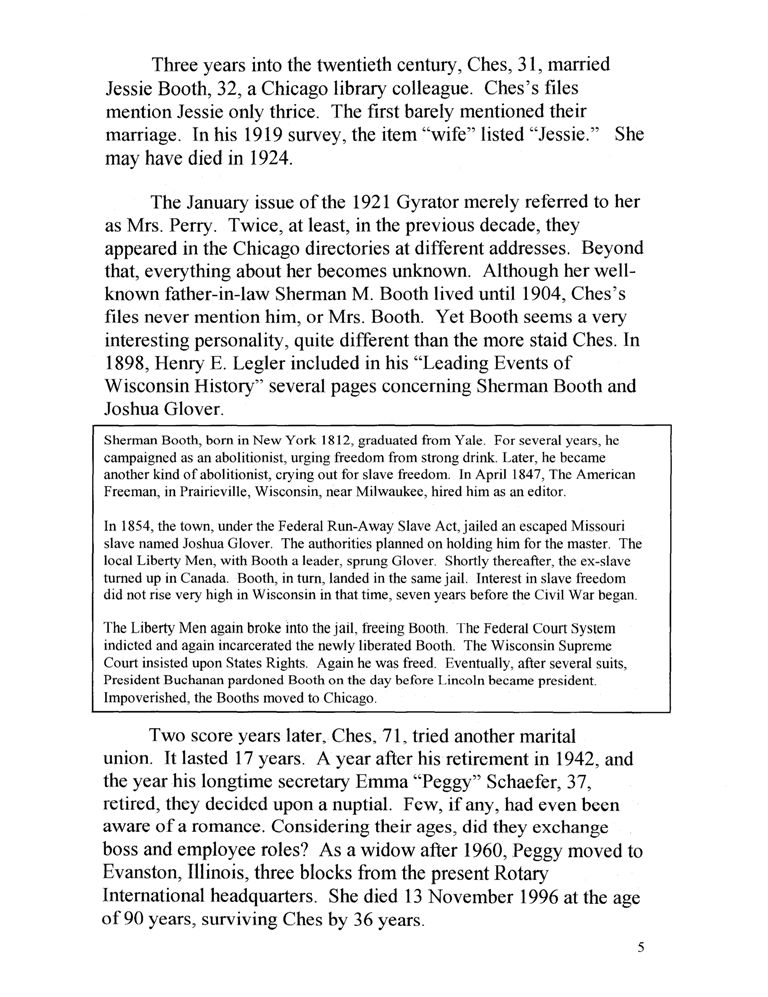 Three years into the twentieth century, Ches, 31, married
Jessie Booth, 32, a Chicago library colleague.  Ches's files
mention Jessie only thrice.  The first barely mentioned their
marriage.  In his 1919 survey, the item “wife” listed “Jessie.”   She
may have died in 1924.

The January issue of the 1921 Gyrator merely referred to her
as Mrs. Perry.  Twice, at least, in the previous decade, they
appeared in the Chicago directories at different addresses.  Beyond
that, everything about her becomes unknown.  Although her well-
known father-in-law Sherman M. Booth lived until 1904, Ches’s
files never mention him, or Mrs. Booth.  Yet Booth seems a very
interesting personality, quite different than the more staid Ches. In
1898, Henry E. Legler included in his “Leading Events of
Wisconsin History” several pages concerning Sherman Booth and
Joshua Glover.

Sherman Booth, born in New York 1812, graduated from Yale.  For several years, he
campaigned as an abolitionist, urging freedom from strong drink. Later, he became
another kind of abolitionist, crying out for slave freedom.  In April 1847, The American
Freeman, in Prairieville, Wisconsin, near Milwaukee, hired him as an editor.

In 1854, the town, under the Federal Run-Away Slave Act, jailed an escaped Missouri
slave named Joshua Glover.  The authorities planned on holding him for the master.  The
local Liberty Men, with Booth a leader, sprung Glover.  Shortly thereafter, the ex-slave
turned up in Canada.  Booth, in turn, landed in the same jail.  Interest in slave freedom
did not rise very high in Wisconsin in that time, seven years before the Civil War began.

The Liberty Men again broke into the jail, freeing Booth.  The Federal Court System
indicted and again incarcerated the newly liberated Booth.  The Wisconsin Supreme
Court insisted upon States Rights.  Again he was freed.  Eventually, after several suits,
President Buchanan pardoned Booth on the day before Lincoln became president.
Impoverished, the Booths moved to Chicago.

Two score years later, Ches, 71, tried another marital
union.  It lasted 17 years.  A year after his retirement in 1942, and
the year his longtime secretary Emma “Peggy” Schaefer, 37,
retired, they decided upon a nuptial.  Few, if any, had even been
aware of a romance. Considering their ages, did they exchange
boss and employee roles?  As a widow after 1960, Peggy moved to
Evanston, Illinois, three blocks from the present Rotary
International headquarters.  She died 13 November 1996 at the age
of 90 years, surviving Ches by 36 years.
5